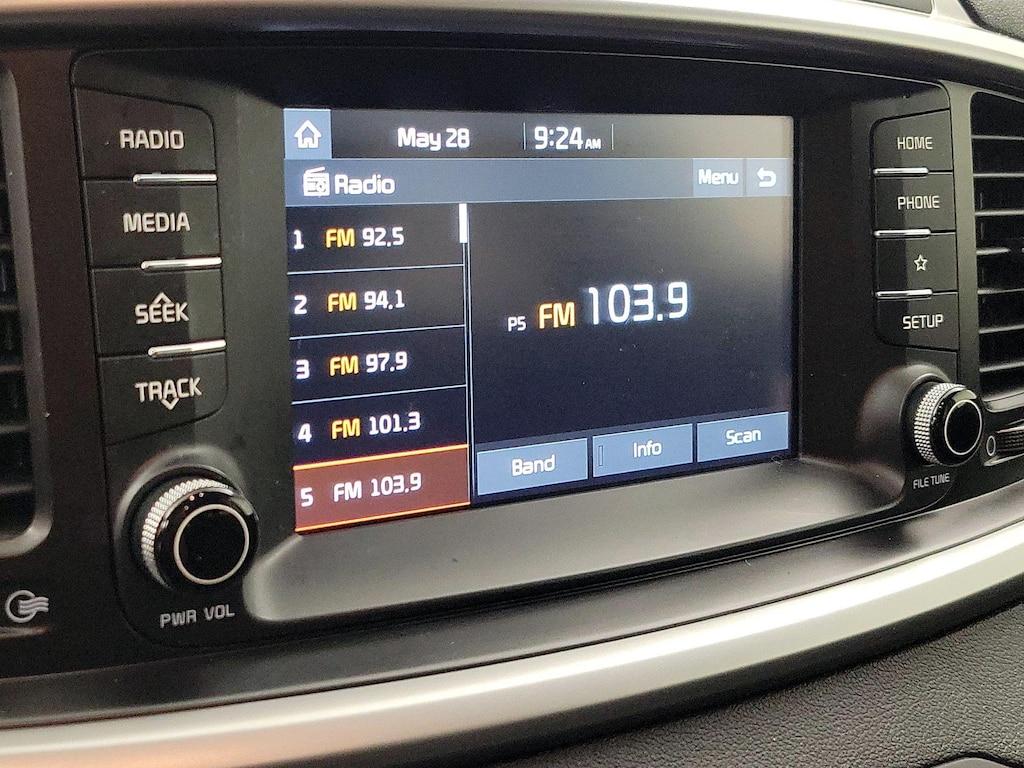 RADIO
MEDIA
SEEK
TRACK
PWR VOL
May 28 9:24 AM
Radio Menu
1 FM 92.5
2 FM 94.1
3 FM 97.9
4 FM 101.3
5 FM 103.9
P5 FM 103.9
Band Info Scan
HOME
PHONE
SETUP
FILE TUNE